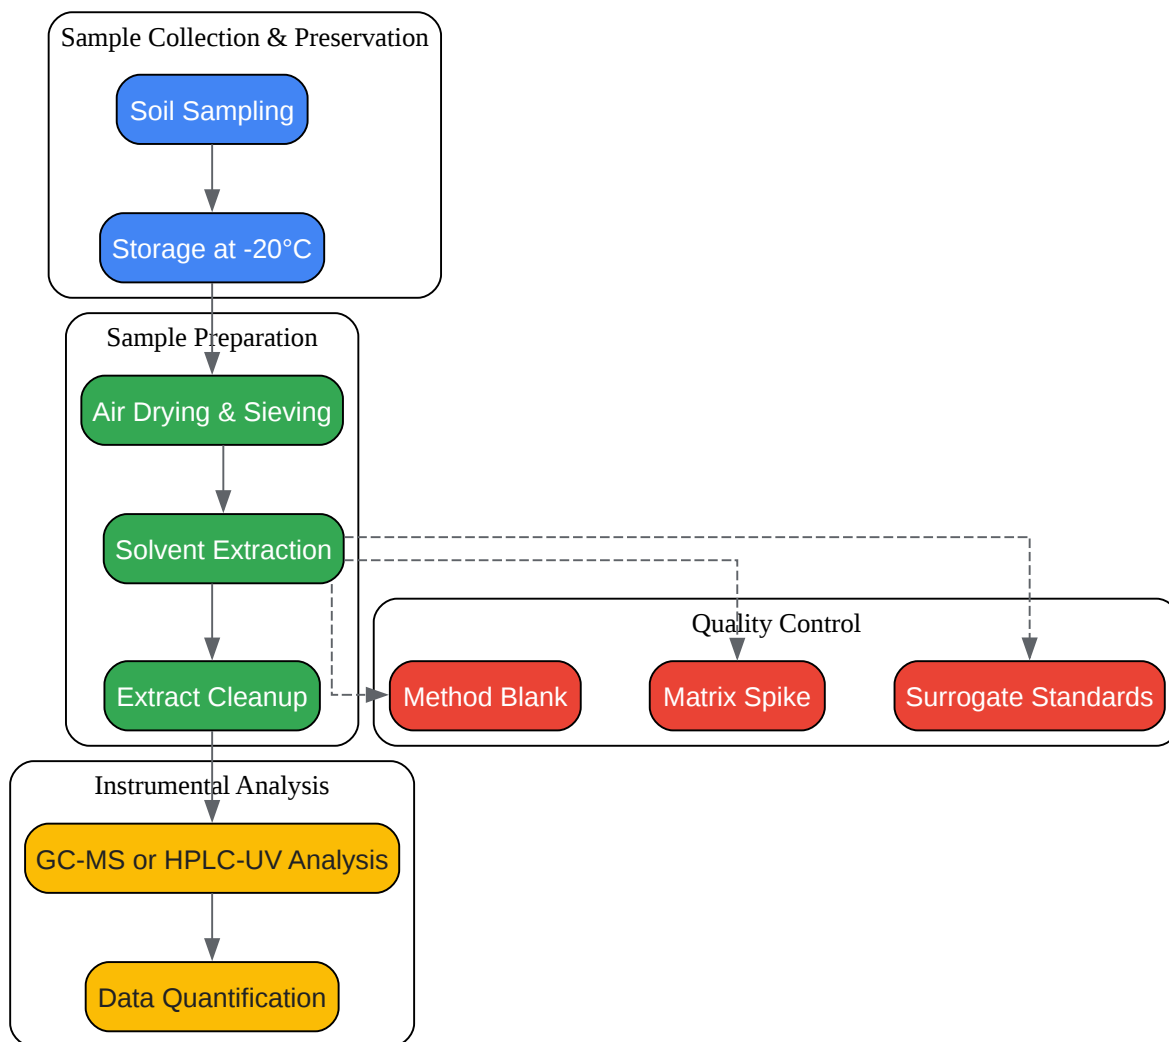 Sample Collection & Preservation
Soil Sampling
Storage at -20°C
Sample Preparation
Air Drying & Sieving
Solvent Extraction
Quality Control
Extract Cleanup
Method Blank
Matrix Spike
Surrogate Standards
Instrumental Analysis
GC-MS or HPLC-UV Analysis
Data Quantification